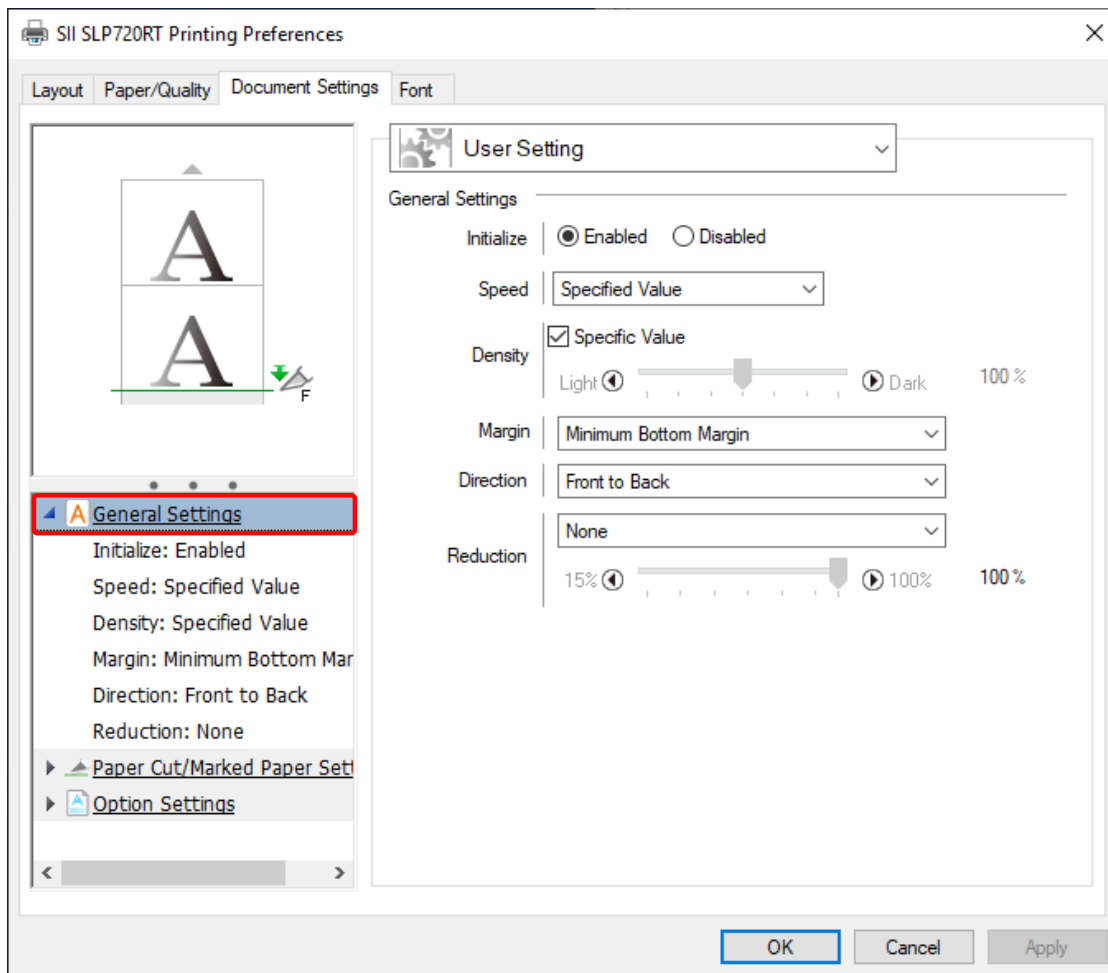 SII SLP720RT Printing Preferences
Layout Paper/Quality Document Settings Font
A
A
F
General Settings
Initialize: Enabled
Speed: Specified Value
Density: Specified Value
Margin: Minimum Bottom Mar
Direction: Front to Back
Reduction: None
Paper Cut/Marked Paper Sett
Option Settings
User Setting
General Settings
Initialize Enabled Disabled
Speed Specified Value
Density Specific Value
Light Dark 100 %
Margin Minimum Bottom Margin
Direction Front to Back
Reduction None
15% 100% 100 %
OK Cancel Apply